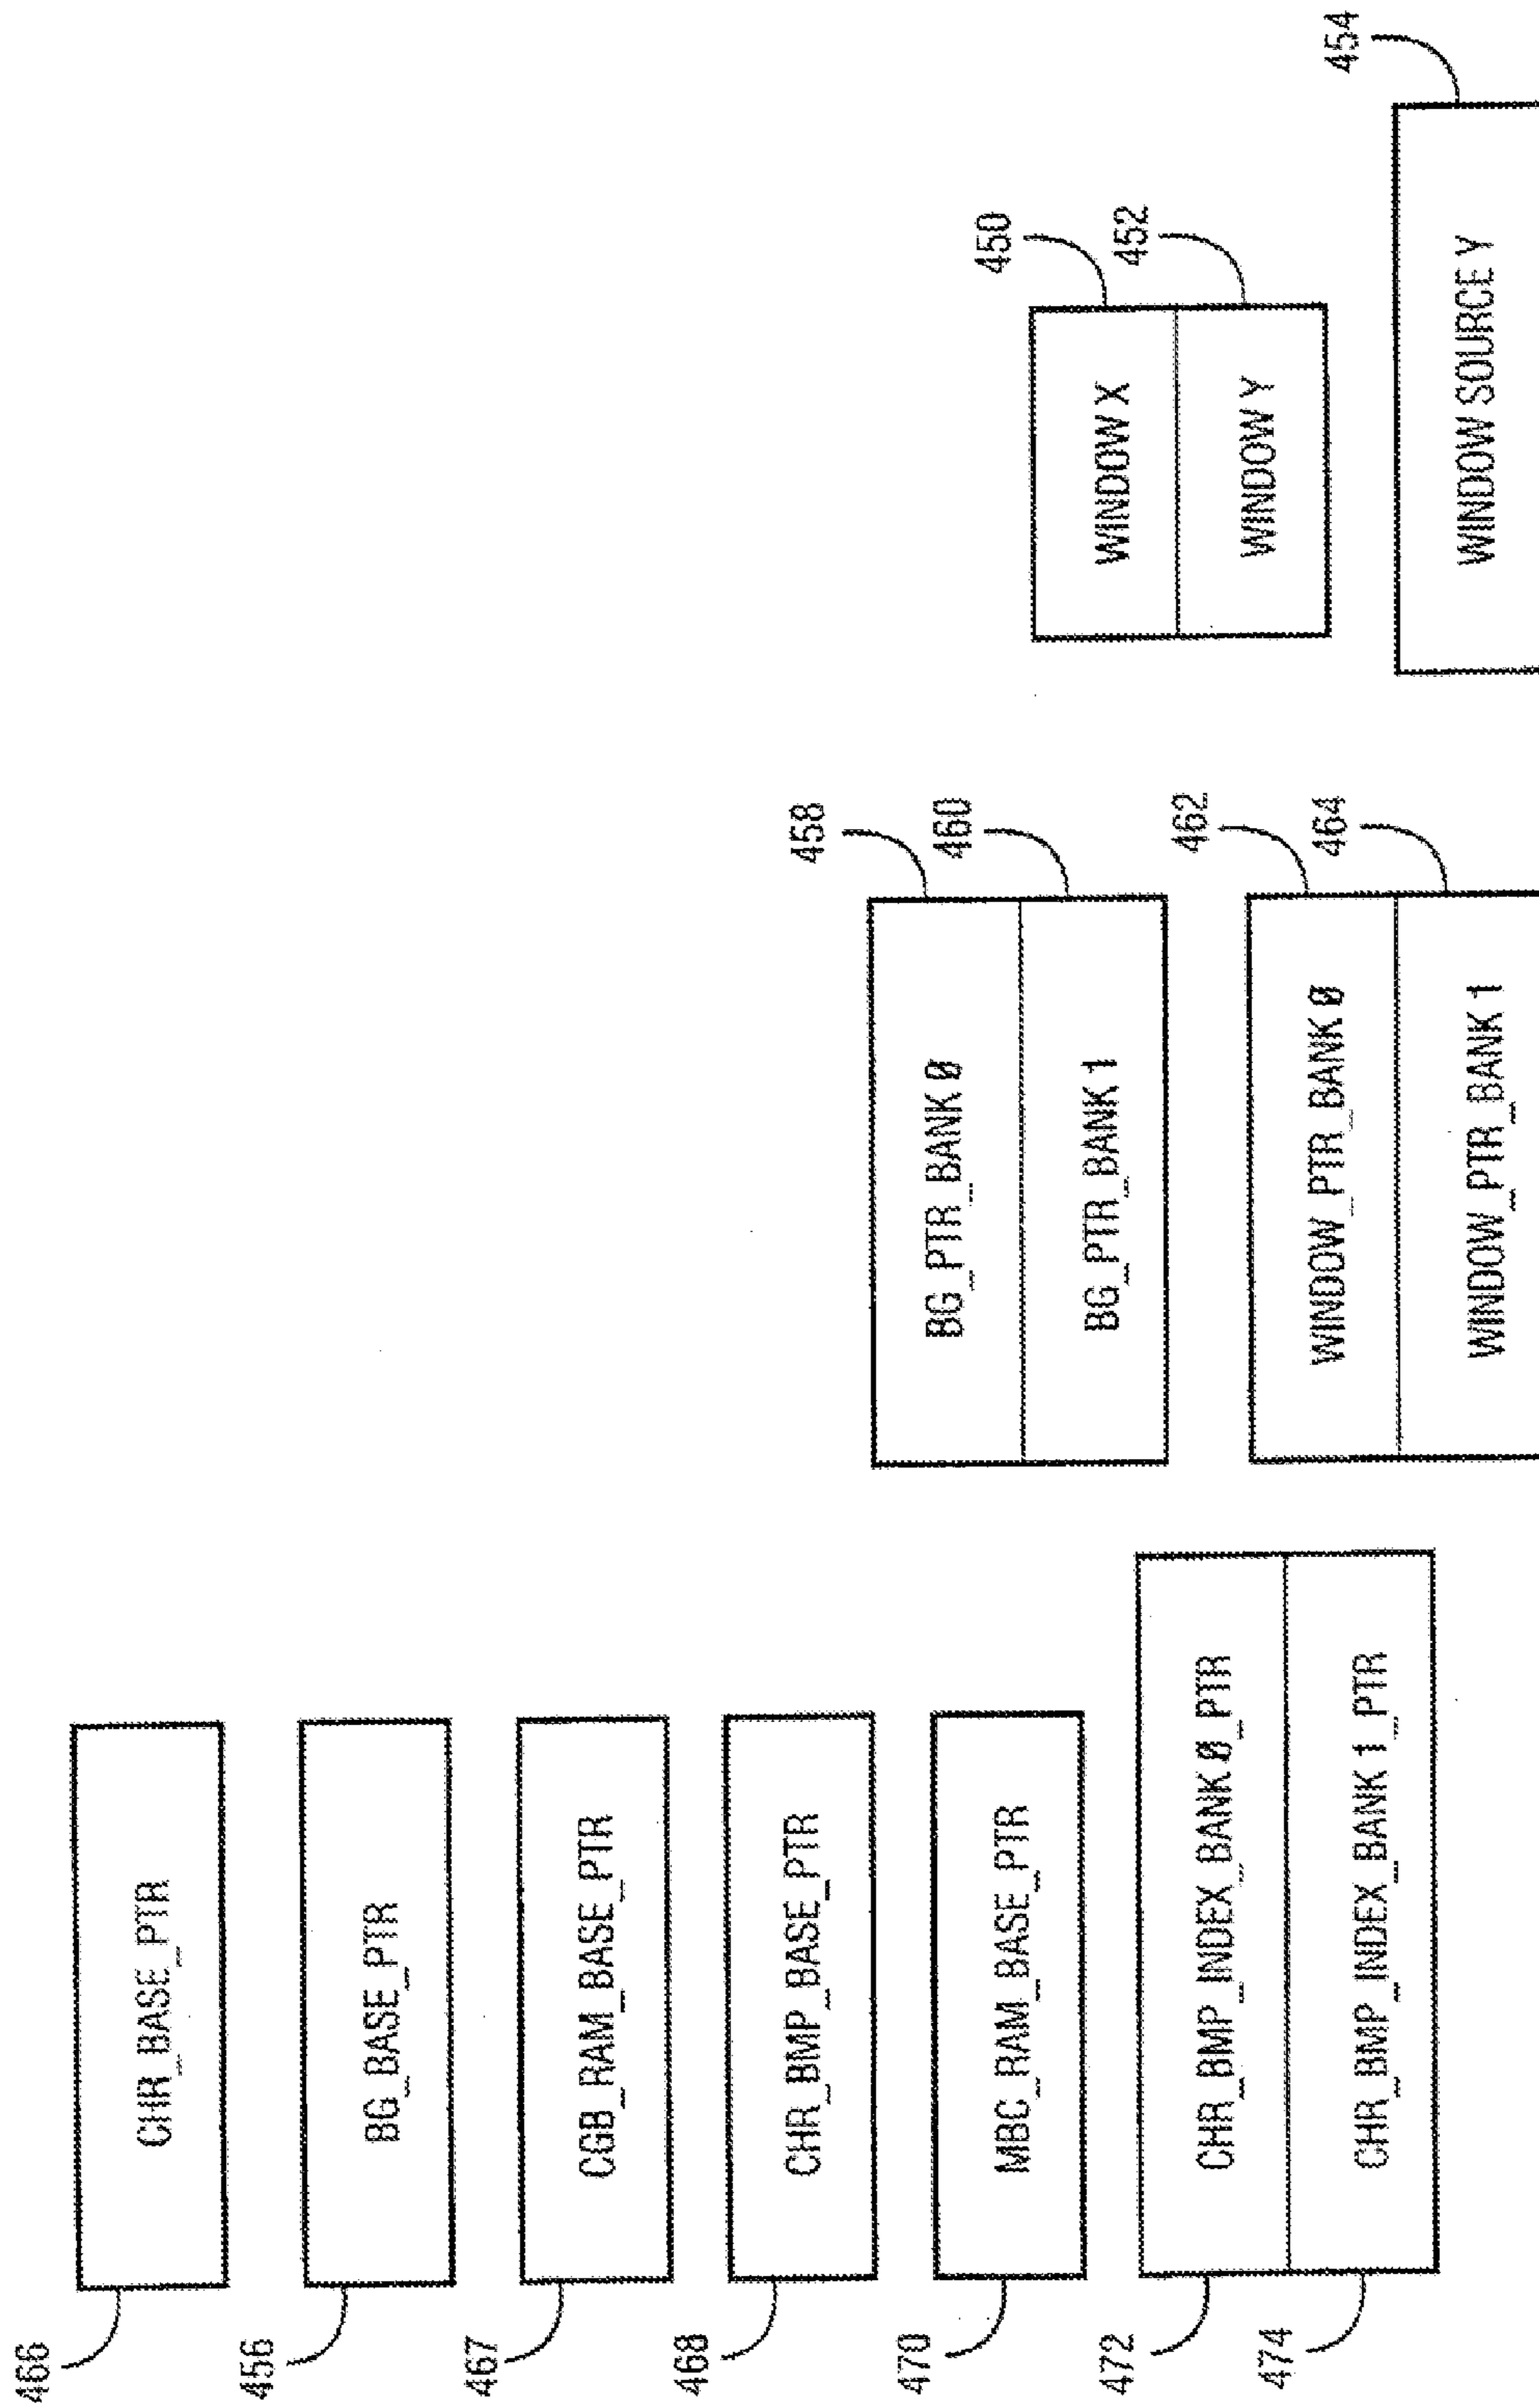 466
CHR_BASE_PTR
456
BG_BASE_PTR
467
CGB_RAM_BASE_PTR
468
CHR_BMP_BASE_PTR
470
MBC_RAM_BASE_PTR
472
CHR_BMP_INDEX_BANK 0_PTR
474
CHR_BMP_INDEX_BANK 1_PTR
458
BG_PTR_BANK 0
460
BG_PTR_BANK 1
462
WINDOW_PTR_BANK 0
464
WINDOW_PTR_BANK 1
450
WINDOW X
452
WINDOW Y
454
WINDOW SOURCE Y